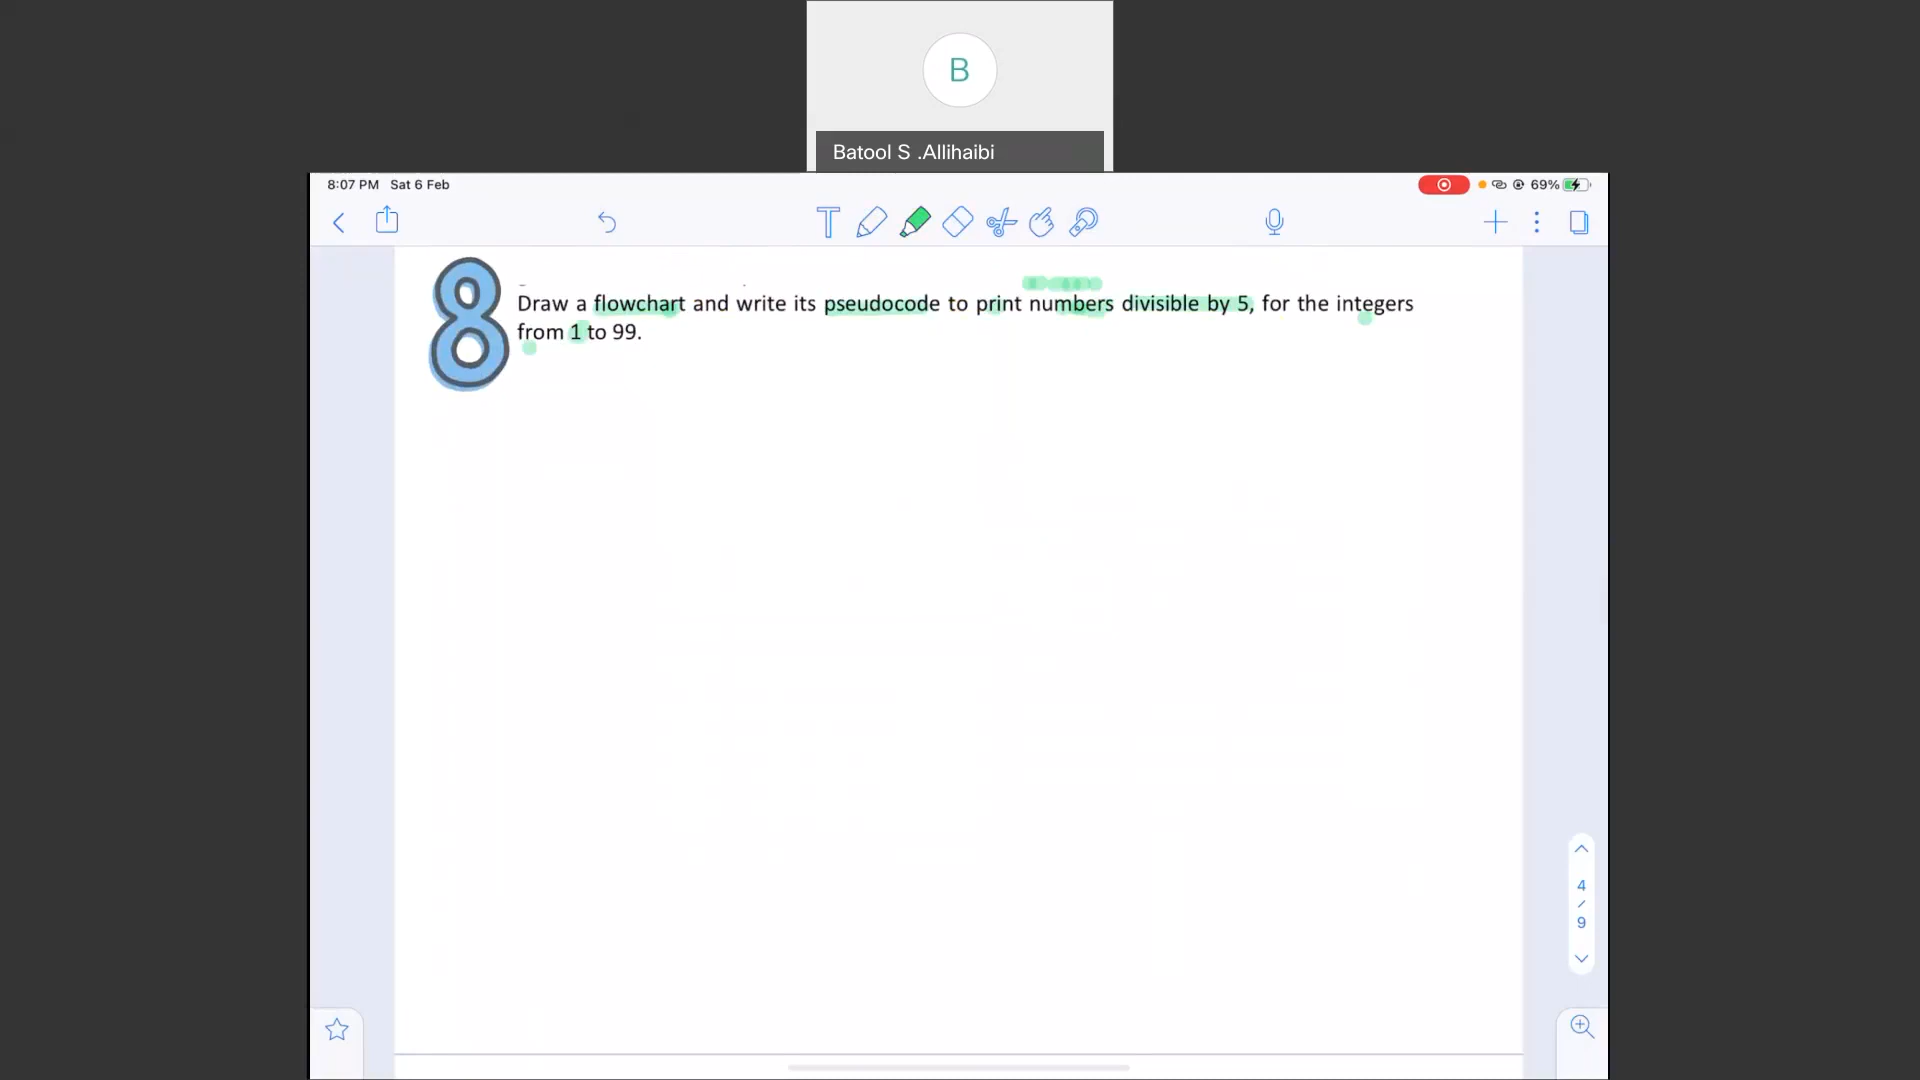 B
Batool S .Allihaibi
8:07 PM Sat 6 Feb
69%
T
8
Draw a flowchart and write its pseudocode to print numbers divisible by 5, for the integers
from 1 to 99.
4
/
9